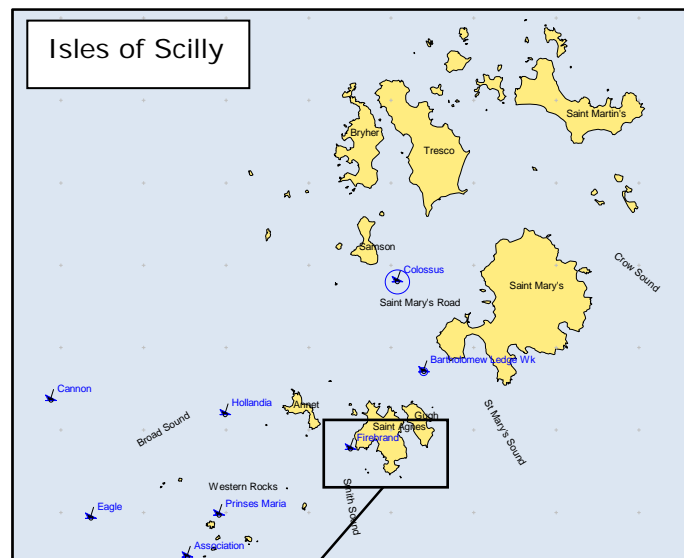 Isles of Scilly
Saint Martin's
Bryher
Tresco
Samson
Crow Sound
Colossus
Saint Mary's
Saint Mary's Road
Bartholomew Ledge Wk
Cannon
Hollandia
Annet
Gugh
Broad Sound
Saint Agnes
St Mary's Sound
Firebrand
Western Rocks
Smith Sound
Eagle
Prinses Maria
Association